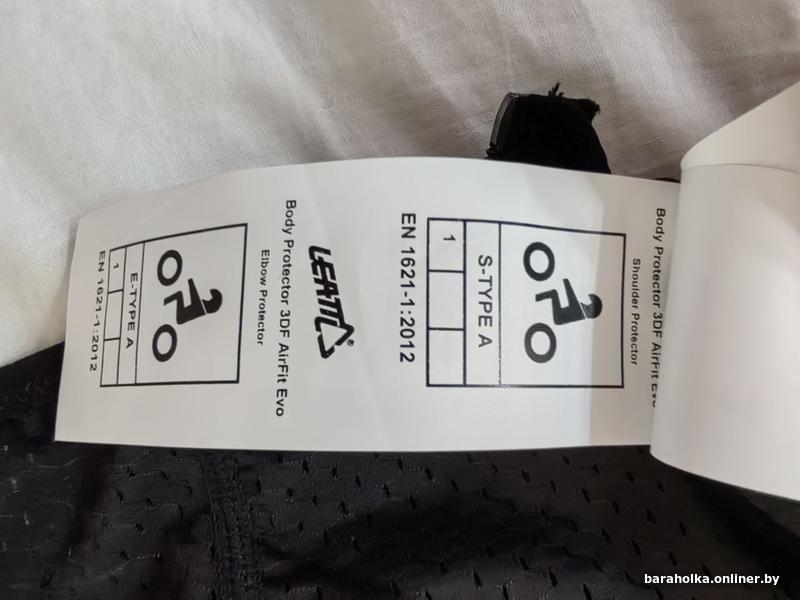 Body Protector 3DF AirFit Evo
Shoulder Protector
S-TYPE A
1
EN 1621-1:2012
LEATT®
Body Protector 3DF AirFit Evo
Elbow Protector
E-TYPE A
1
EN 1621-1:2012
baraholka.onliner.by